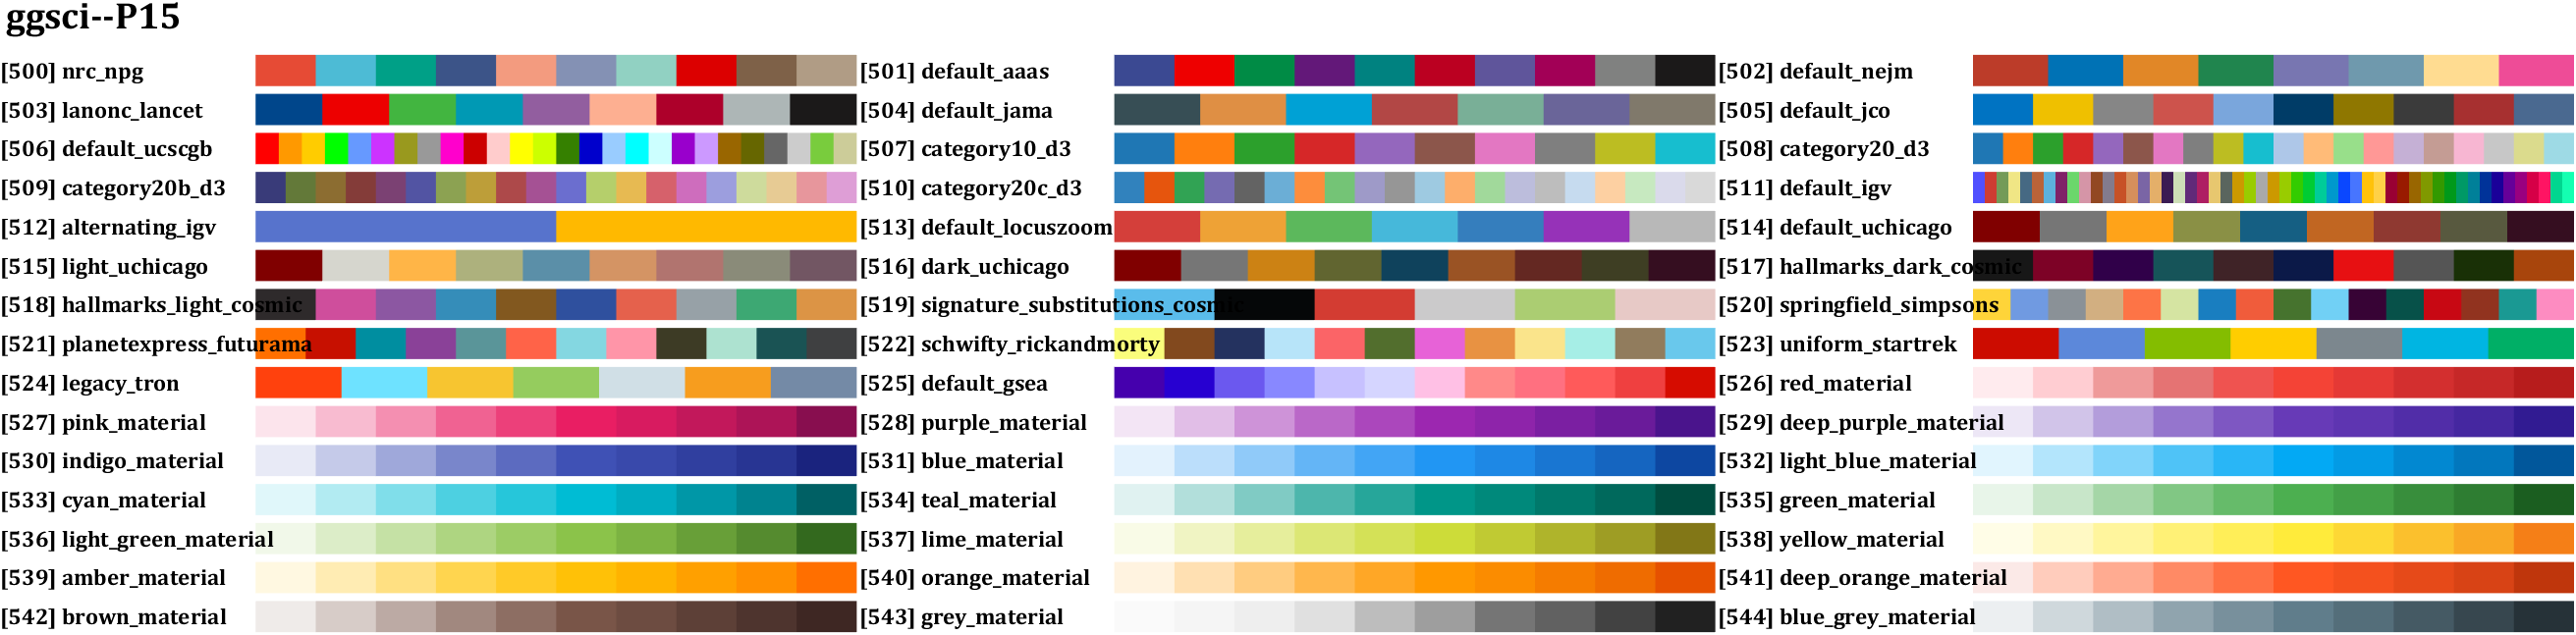 ggsci--P15
[500] nrc_npg [501] default_aaas [502] default_nejm
[503] lanonc_lancet [504] default_jama [505] default_jco
[506] default_ucscgb [507] category10_d3 [508] category20_d3
[509] category20b_d3 [510] category20c_d3 [511] default_igv
[512] alternating_igv [513] default_locuszoom [514] default_uchicago
[515] light_uchicago [516] dark_uchicago [517] hallmarks_dark_cosmic
[518] hallmarks_light_cosmic [519] signature_substitutions_cosmic [520] springfield_simpsons
[521] planetexpress_futurama [522] schwifty_rickandmorty [523] uniform_startrek
[524] legacy_tron [525] default_gsea [526] red_material
[527] pink_material [528] purple_material [529] deep_purple_material
[530] indigo_material [531] blue_material [532] light_blue_material
[533] cyan_material [534] teal_material [535] green_material
[536] light_green_material [537] lime_material [538] yellow_material
[539] amber_material [540] orange_material [541] deep_orange_material
[542] brown_material [543] grey_material [544] blue_grey_material